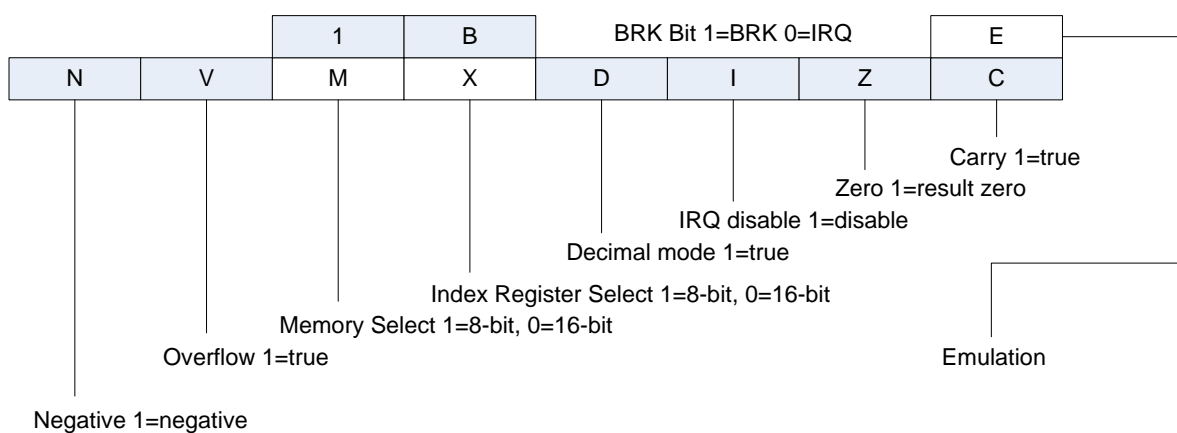 1 B BRK Bit 1=BRK 0=IRQ E
N V M X D I Z C
Carry 1=true
Zero 1=result zero
IRQ disable 1=disable
Decimal mode 1=true
Index Register Select 1=8-bit, 0=16-bit
Memory Select 1=8-bit, 0=16-bit
Overflow 1=true
Emulation
Negative 1=negative